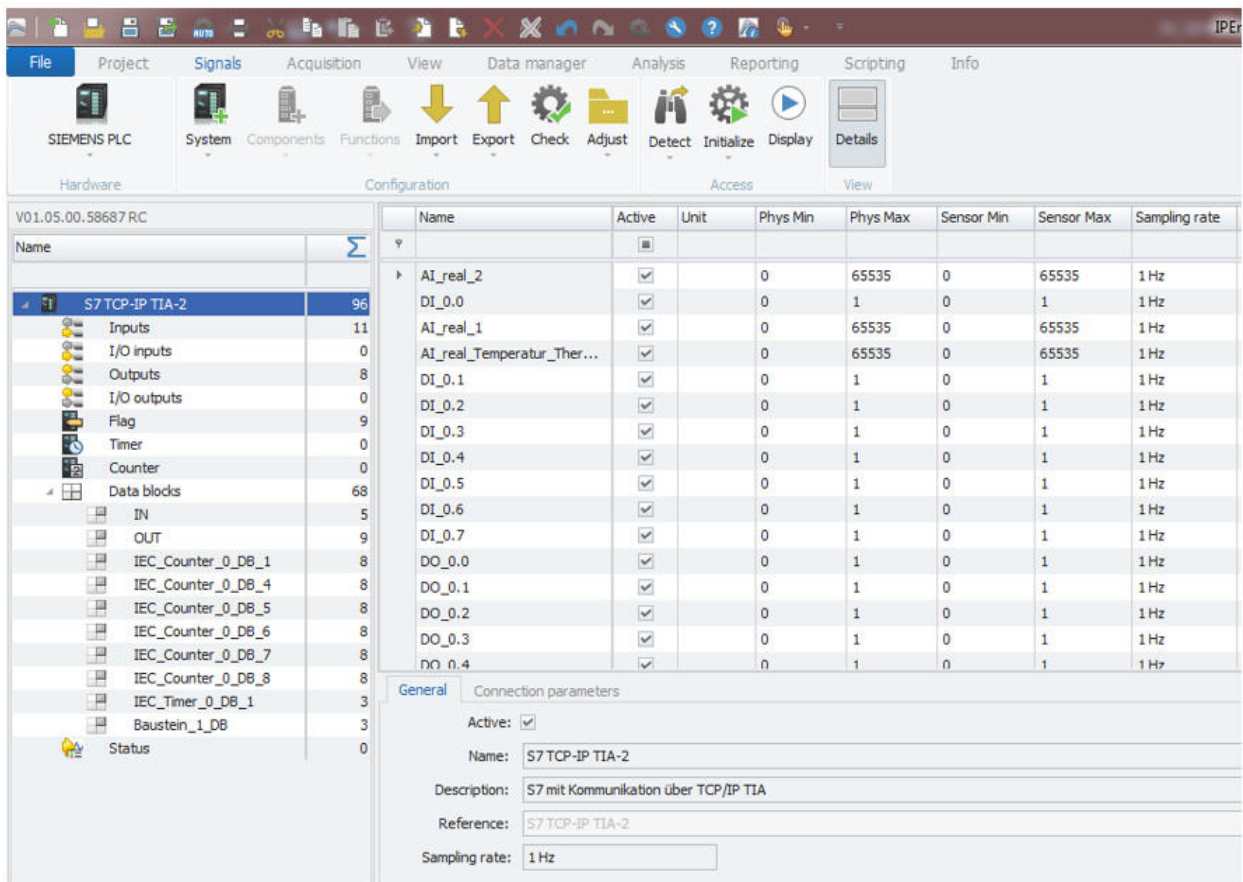 IPEr
AUTO
File Project Signals Acquisition View Data manager Analysis Reporting Scripting Info
SIEMENS PLC System Components Functions Import Export Check Adjust Detect Initialize Display Details
Hardware Configuration Access View
V01.05.00.58687 RC
Name Σ
S7 TCP-IP TIA-2 96
Inputs 11
I/O inputs 0
Outputs 8
I/O outputs 0
Flag 9
Timer 0
Counter 0
Data blocks 68
IN 5
OUT 9
IEC_Counter_0_DB_1 8
IEC_Counter_0_DB_4 8
IEC_Counter_0_DB_5 8
IEC_Counter_0_DB_6 8
IEC_Counter_0_DB_7 8
IEC_Counter_0_DB_8 8
IEC_Timer_0_DB_1 3
Baustein_1_DB 3
Status 0
Name Active Unit Phys Min Phys Max Sensor Min Sensor Max Sampling rate
AI_real_2 0 65535 0 65535 1 Hz
DI_0.0 0 1 0 1 1 Hz
AI_real_1 0 65535 0 65535 1 Hz
AI_real_Temperatur_Ther... 0 65535 0 65535 1 Hz
DI_0.1 0 1 0 1 1 Hz
DI_0.2 0 1 0 1 1 Hz
DI_0.3 0 1 0 1 1 Hz
DI_0.4 0 1 0 1 1 Hz
DI_0.5 0 1 0 1 1 Hz
DI_0.6 0 1 0 1 1 Hz
DI_0.7 0 1 0 1 1 Hz
DO_0.0 0 1 0 1 1 Hz
DO_0.1 0 1 0 1 1 Hz
DO_0.2 0 1 0 1 1 Hz
DO_0.3 0 1 0 1 1 Hz
DO_0.4 0 1 0 1 1 Hz
General Connection parameters
Active:
Name: S7 TCP-IP TIA-2
Description: S7 mit Kommunikation über TCP/IP TIA
Reference: S7 TCP-IP TIA-2
Sampling rate: 1 Hz